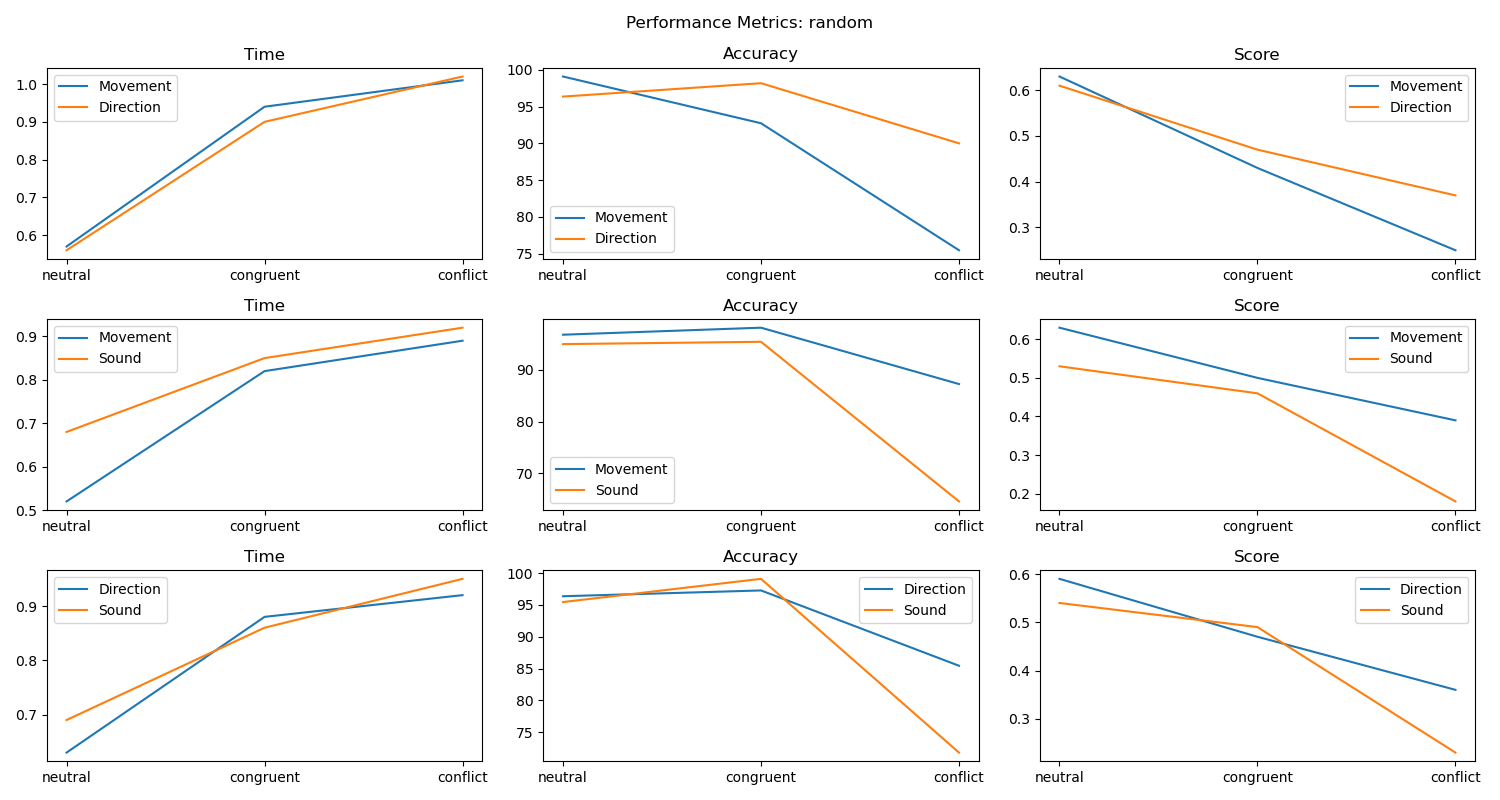 Performance Metrics: random
Time
Accuracy
Score
1.0
0.9
0.8
0.7
0.6
Movement
Direction
neutral congruent conflict
100
95
90
85
80
75
Movement
Direction
neutral congruent conflict
0.6
0.5
0.4
0.3
Movement
Direction
neutral congruent conflict
Time
Accuracy
Score
0.9
0.8
0.7
0.6
0.5
Movement
Sound
neutral congruent conflict
90
80
70
Movement
Sound
neutral congruent conflict
0.6
0.5
0.4
0.3
0.2
Movement
Sound
neutral congruent conflict
Time
Accuracy
Score
0.9
0.8
0.7
Direction
Sound
neutral congruent conflict
100
95
90
85
80
75
Direction
Sound
neutral congruent conflict
0.6
0.5
0.4
0.3
Direction
Sound
neutral congruent conflict